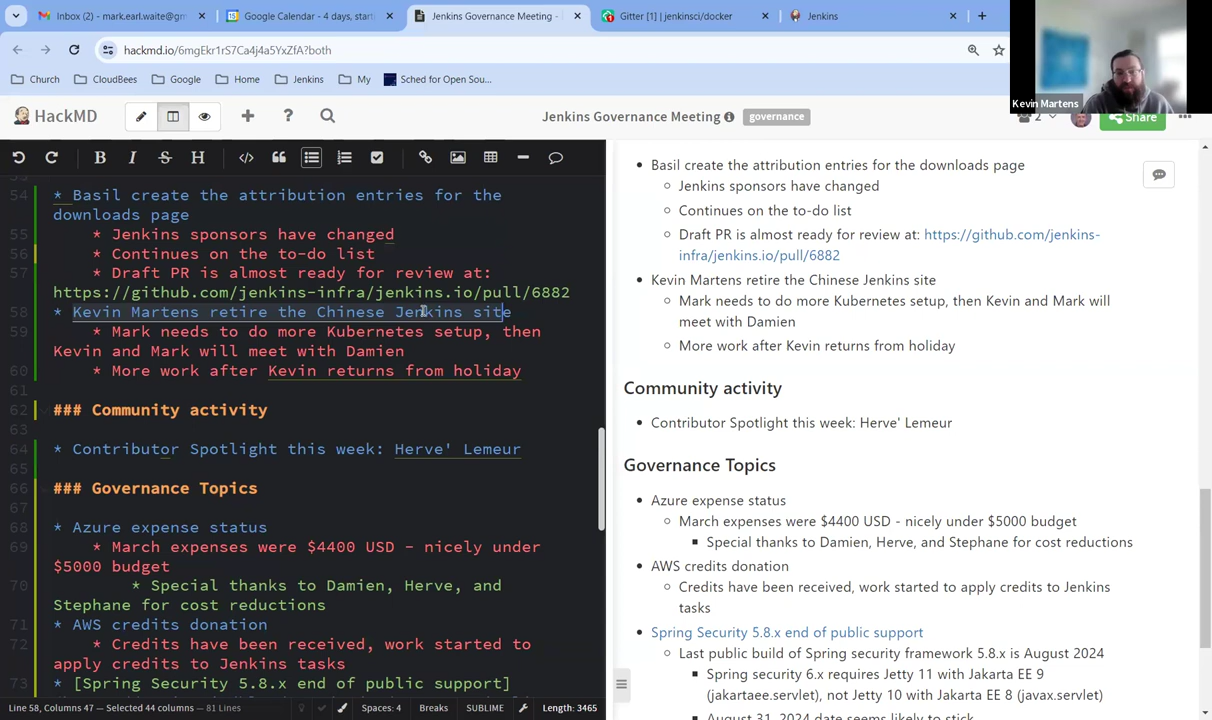 Inbox (2) - mark.earl.waite@gm
Google Calendar - 4 days, start
Jenkins Governance Meeting -
Gitter [1] | jenkinsci/docker
Jenkins
hackmd.io/6mgEkr1rS7Ca4j4a5YxZfA?both
Church
CloudBees
Google
Home
Jenkins
My
Sched for Open Sou...
Kevin Martens
HackMD
Jenkins Governance Meeting
governance
2
Share
54 * Basil create the attribution entries for the
downloads page
55 * Jenkins sponsors have changed
56 * Continues on the to-do list
57 * Draft PR is almost ready for review at:
https://github.com/jenkins-infra/jenkins.io/pull/6882
58 * Kevin Martens retire the Chinese Jenkins site
59 * Mark needs to do more Kubernetes setup, then
Kevin and Mark will meet with Damien
60 * More work after Kevin returns from holiday
61
62 ### Community activity
63
64 * Contributor Spotlight this week: Herve' Lemeur
65
66 ### Governance Topics
67
68 * Azure expense status
69 * March expenses were $4400 USD - nicely under
$5000 budget
70 * Special thanks to Damien, Herve, and
Stephane for cost reductions
71 * AWS credits donation
72 * Credits have been received, work started to
apply credits to Jenkins tasks
73 * [Spring Security 5.8.x end of public support]
Line 58, Columns 47 — Selected 44 columns — 81 Lines
Spaces: 4
Breaks
SUBLIME
Length: 3465
Basil create the attribution entries for the downloads page
Jenkins sponsors have changed
Continues on the to-do list
Draft PR is almost ready for review at: https://github.com/jenkins-
infra/jenkins.io/pull/6882
Kevin Martens retire the Chinese Jenkins site
Mark needs to do more Kubernetes setup, then Kevin and Mark will
meet with Damien
More work after Kevin returns from holiday
Community activity
Contributor Spotlight this week: Herve' Lemeur
Governance Topics
Azure expense status
March expenses were $4400 USD - nicely under $5000 budget
Special thanks to Damien, Herve, and Stephane for cost reductions
AWS credits donation
Credits have been received, work started to apply credits to Jenkins
tasks
Spring Security 5.8.x end of public support
Last public build of Spring security framework 5.8.x is August 2024
Spring security 6.x requires Jetty 11 with Jakarta EE 9
(jakartaee.servlet), not Jetty 10 with Jakarta EE 8 (javax.servlet)
August 31, 2024 date seems likely to stick